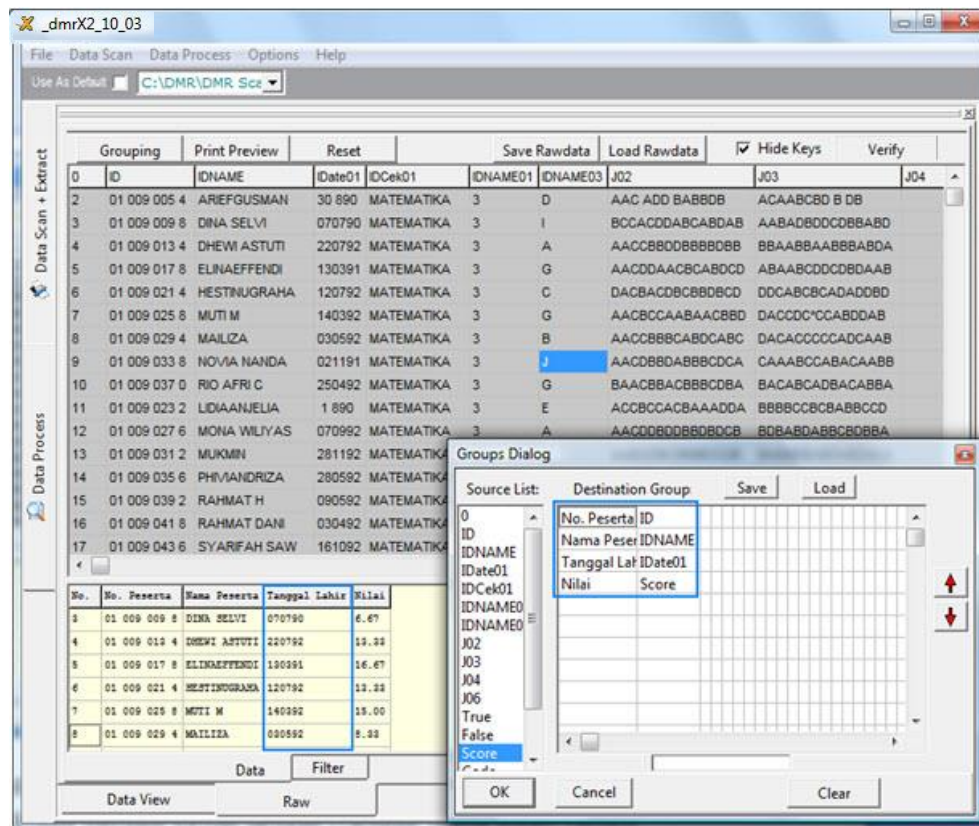 _dmrX2_10_03
File Data Scan Data Process Options Help
Use As Default C:\DMR\DMR Sca
Data Scan + Extract
Data Process
Grouping Print Preview Reset Save Rawdata Load Rawdata Hide Keys Verify
0 ID IDNAME IDate01 IDCek01 IDNAME01 IDNAME03 J02 J03 J04
2 01 009 005 4 ARIEFGUSMAN 30 890 MATEMATIKA 3 D AAC ADD BABBDB ACAABCBD B DB
3 01 009 009 8 DINA SELVI 070790 MATEMATIKA 3 I BCCACDDABCABDAB AABADBDDCDBBABD
4 01 009 013 4 DHEWI ASTUTI 220792 MATEMATIKA 3 A AACCBBDDBBBBDBB BBAABBAABBBABDA
5 01 009 017 8 ELINAEFFENDI 130391 MATEMATIKA 3 G AACDDAACBCABDCD ABAABCDDCDBDAAB
6 01 009 021 4 HESTINUGRAHA 120792 MATEMATIKA 3 C DACBACDBCBBDBCD DDCABCBCADADDBD
7 01 009 025 8 MUTI M 140392 MATEMATIKA 3 G AACBCCAABAACBBD DACCDC*CCABDDAB
8 01 009 029 4 MAILIZA 030592 MATEMATIKA 3 B AACCBBBCABDCABC DACACCCCCADCAAB
9 01 009 033 8 NOVIA NANDA 021191 MATEMATIKA 3 J AACDBBDABBBCDCA CAAABCCABACAABB
10 01 009 037 0 RIO AFRI C 250492 MATEMATIKA 3 G BAACBBACBBBCDBA BACABCADBACABBA
11 01 009 023 2 LIDIAANJELIA 1 890 MATEMATIKA 3 E ACCBCCACBAAADDA BBBBCCBCBABBCCD
12 01 009 027 6 MONA WILIYAS 070992 MATEMATIKA 3 A AACDDBDDBBDBDCB BDBABDABBCBDBBA
13 01 009 031 2 MUKMIN 281192 MATEMATIKA
14 01 009 035 6 PHIVIANDRIZA 280592 MATEMATIKA
15 01 009 039 2 RAHMAT H 090592 MATEMATIKA
16 01 009 041 8 RAHMAT DANI 030492 MATEMATIKA
17 01 009 043 6 SYARIFAH SAW 161092 MATEMATIKA
No. No. Peserta Nama Peserta Tanggal Lahir Nilai
3 01 009 009 8 DINA SELVI 070790 6.67
4 01 009 013 4 DHEWI ASTUTI 220792 13.33
5 01 009 017 8 ELINAEFFENDI 130391 16.67
6 01 009 021 4 HESTINUGRAHA 120792 13.33
7 01 009 025 8 MUTI M 140392 15.00
8 01 009 029 4 MAILIZA 030592 8.33
Data Filter
Data View Raw
Groups Dialog
Source List: Destination Group: Save Load
0
ID
IDNAME
IDate01
IDCek01
IDNAME0
IDNAME0
J02
J03
J04
J06
True
False
Score
No. Peserta ID
Nama Peser IDNAME
Tanggal Lah IDate01
Nilai Score
OK Cancel Clear